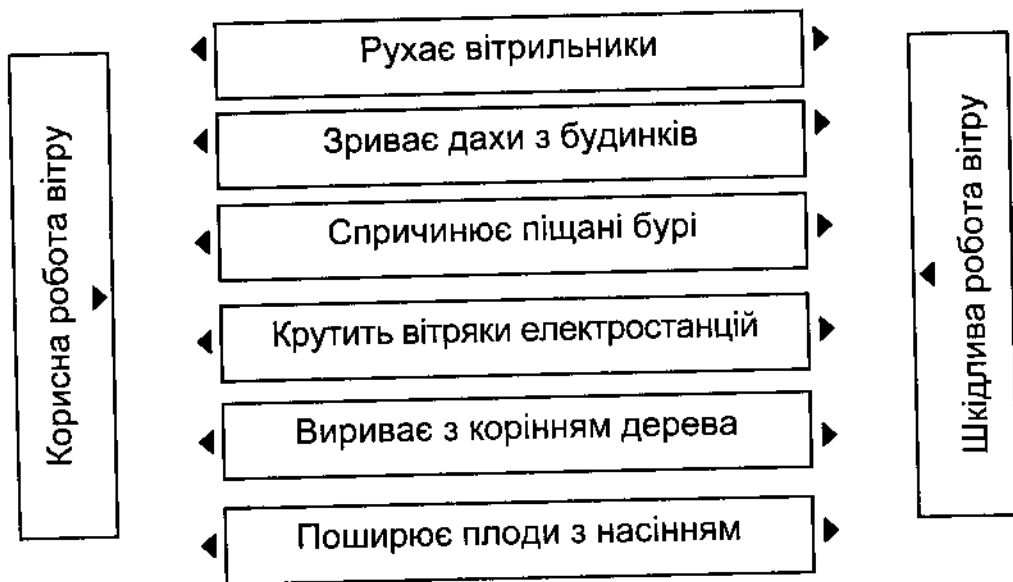 Корисна робота вітру
Рухає вітрильники
Зриває дахи з будинків
Спричинює піщані бурі
Крутить вітряки електростанцій
Вириває з корінням дерева
Поширює плоди з насінням
Шкідлива робота вітру